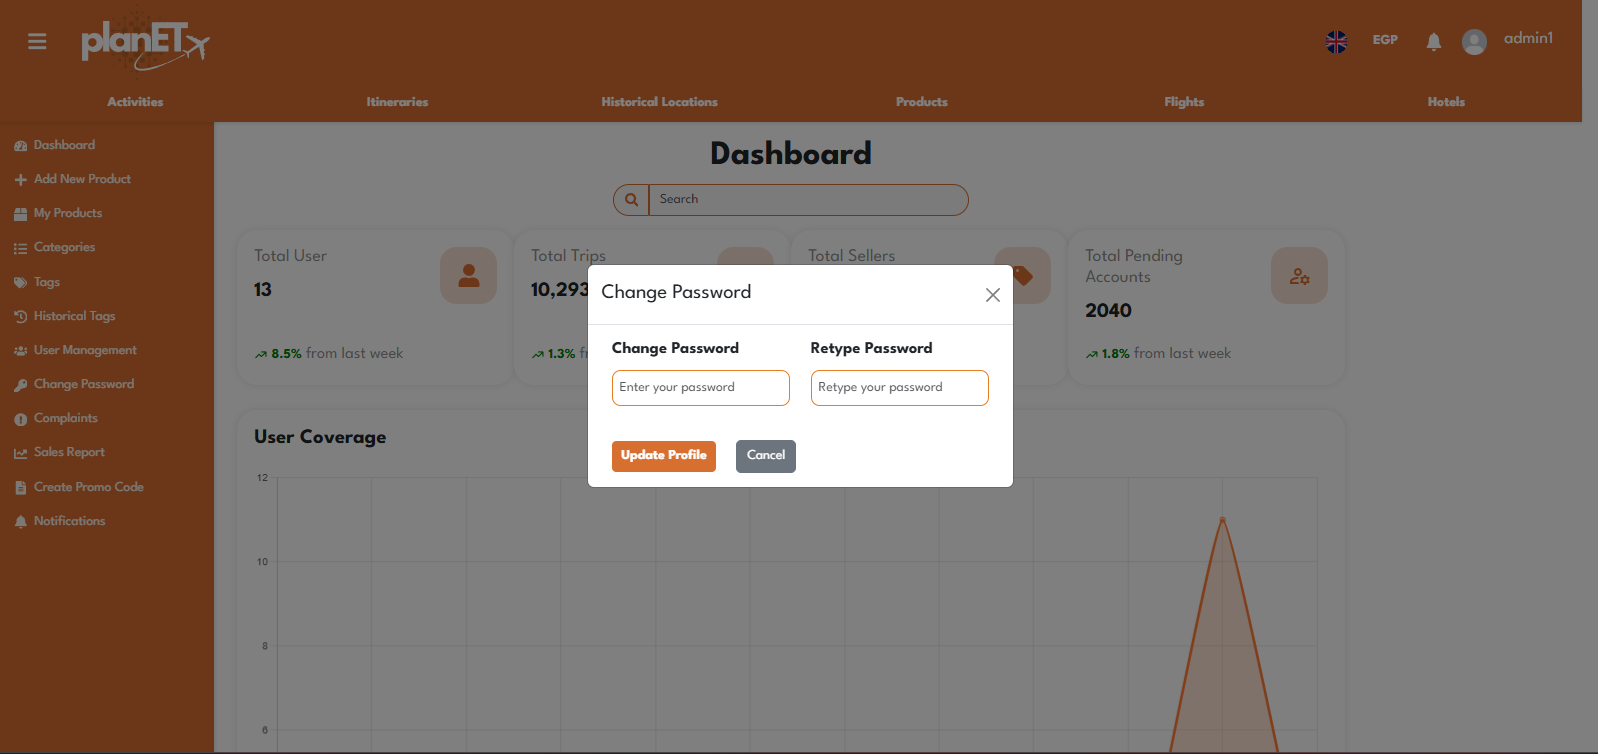 planET
EGP
admin1
Activities
Itineraries
Historical Locations
Products
Flights
Hotels
Dashboard
Add New Product
My Products
Categories
Tags
Historical Tags
User Management
Change Password
Complaints
Sales Report
Create Promo Code
Notifications
Dashboard
Search
Total User
13
8.5% from last week
Total Trips
10,293
1.3%
Total Sellers
Total Pending
Accounts
2040
1.8% from last week
Change Password
Change Password
Enter your password
Retype Password
Retype your password
Update Profile
Cancel
User Coverage
12
10
8
6